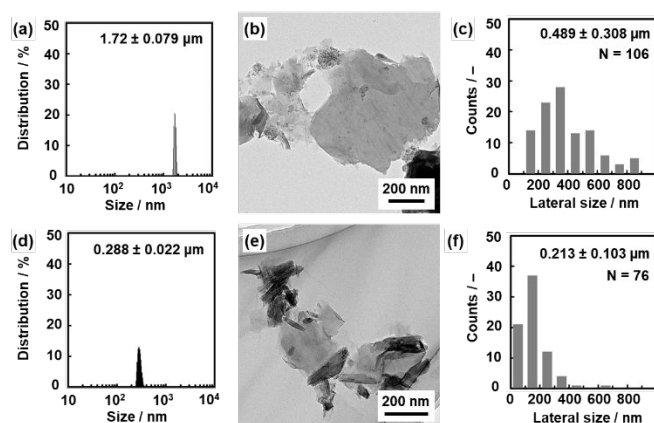 (a)
50
40
30
20
10
0
Distribution / %
1.72 ± 0.079 µm
10
10²
10³
10⁴
Size / nm
(b)
200 nm
(c)
50
40
30
20
10
0
Counts / –
0.489 ± 0.308 µm
N = 106
0
200
400
600
800
Lateral size / nm
(d)
50
40
30
20
10
0
Distribution / %
0.288 ± 0.022 µm
10
10²
10³
10⁴
Size / nm
(e)
200 nm
(f)
50
40
30
20
10
0
Counts / –
0.213 ± 0.103 µm
N = 76
0
200
400
600
800
Lateral size / nm